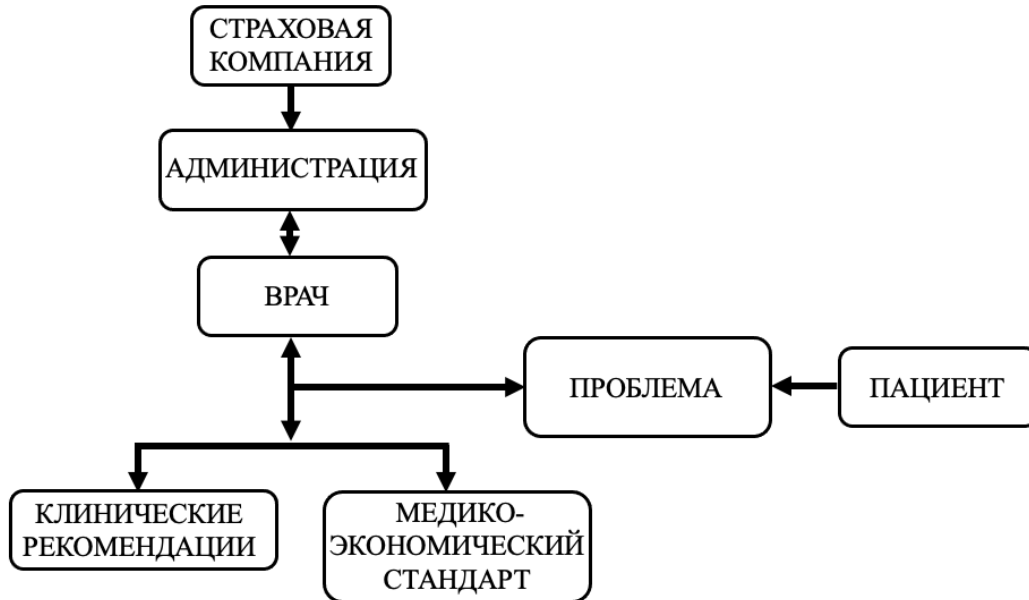 СТРАХОВАЯ
КОМПАНИЯ
АДМИНИСТРАЦИЯ
ВРАЧ
ПРОБЛЕМА
ПАЦИЕНТ
КЛИНИЧЕСКИЕ
РЕКОМЕНДАЦИИ
МЕДИКО-
ЭКОНОМИЧЕСКИЙ
СТАНДАРТ